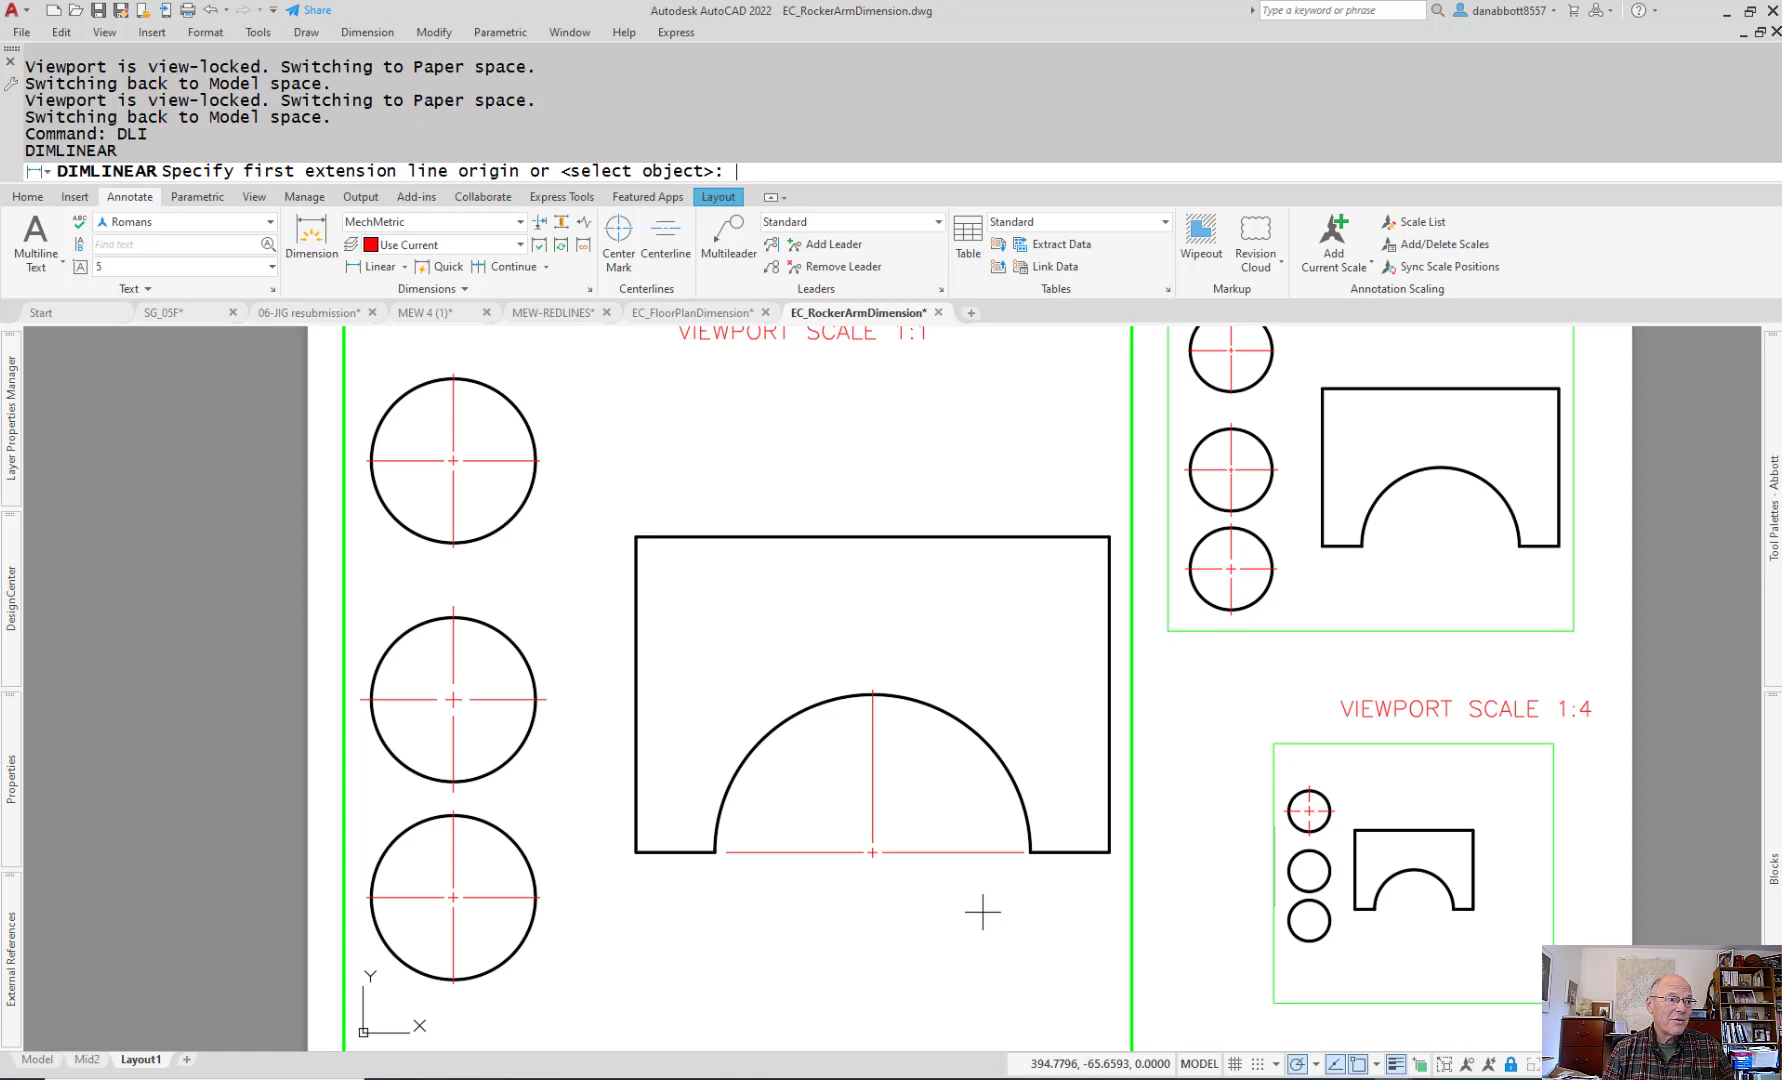 Share
Autodesk AutoCAD 2022 EC_RockerArmDimension.dwg
Type a keyword or phrase
danabbott8557
File Edit View Insert Format Tools Draw Dimension Modify Parametric Window Help Express
Viewport is view-locked. Switching to Paper space.
Switching back to Model space.
Viewport is view-locked. Switching to Paper space.
Switching back to Model space.
Command: DLI
DIMLINEAR
DIMLINEAR Specify first extension line origin or <select object>:
Home Insert Annotate Parametric View Manage Output Add-ins Collaborate Express Tools Featured Apps Layout
Multiline Text
Romans
Find text
5
Text
Dimension
MechMetric
Use Current
Linear Quick Continue
Dimensions
Center Mark
Centerline
Centerlines
Multileader
Standard
Add Leader
Remove Leader
Leaders
Table
Standard
Extract Data
Link Data
Tables
Wipeout
Revision Cloud
Markup
Add Current Scale
Scale List
Add/Delete Scales
Sync Scale Positions
Annotation Scaling
Start SG_05F* 06-JIG resubmission* MEW 4 (1)* MEW-REDLINES* EC_FloorPlanDimension* EC_RockerArmDimension*
Layer Properties Manager
DesignCenter
Properties
External References
VIEWPORT SCALE 1:1
VIEWPORT SCALE 1:4
Y
X
Tool Palettes - Abbott
Blocks
Model Mid2 Layout1
394.7796, -65.6593, 0.0000 MODEL